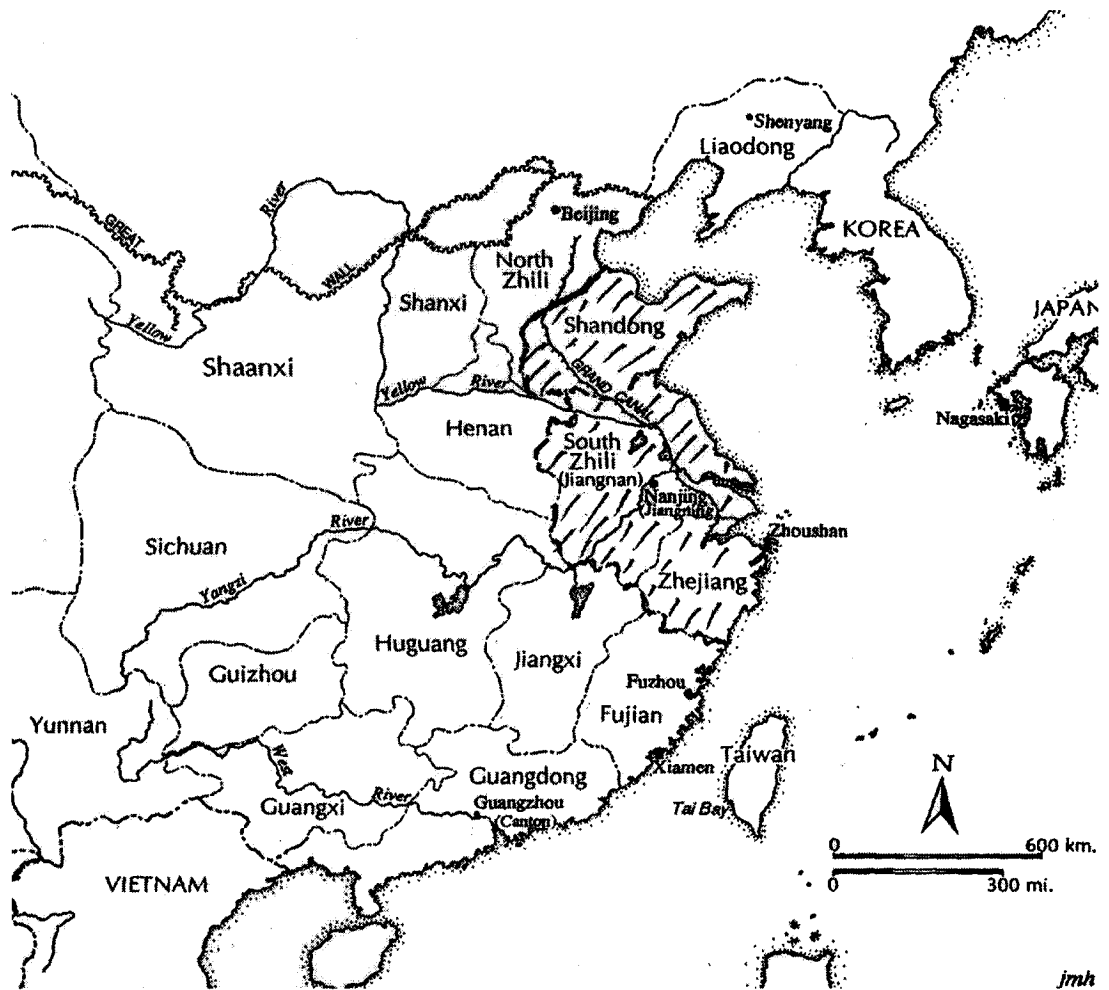 Shenyang
Liaodong
River
GREAT
Beijing
KOREA
North
Zhili
WALL
Shanxi
JAPAN
Yellow
Shandong
Shaanxi
GRAND CANAL
Yellow River
Nagasaki
Henan
South
Zhili
(Jiangnan)
Nanjing
(Jiangning)
River
Zhoushan
Sichuan
Yangzi
Zhejiang
Huguang
Jiangxi
Guizhou
Fuzhou
Fujian
Yunnan
Taiwan
West
Xiamen
N
Guangdong
River
Guangzhou
(Canton)
Guangxi
Tai Bay
0 600 km.
0 300 mi.
VIETNAM
jmh